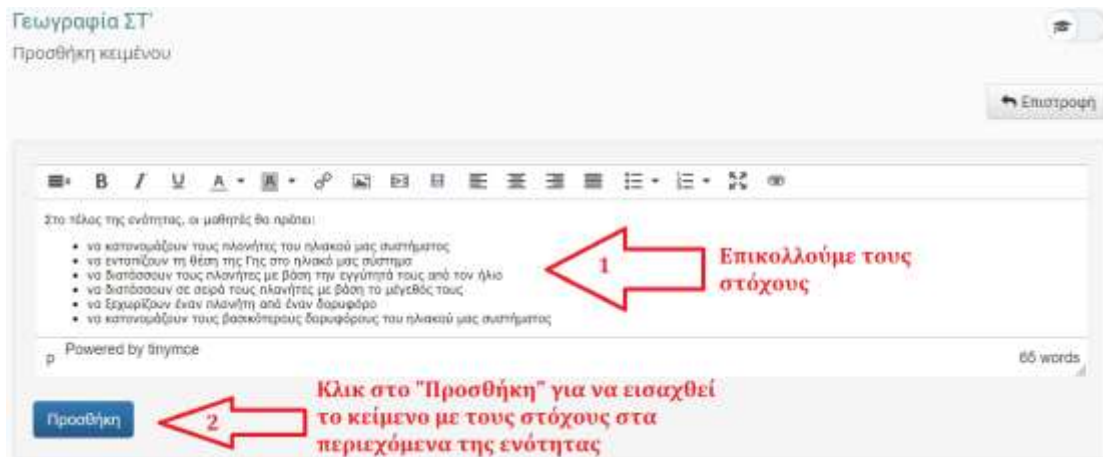 Γεωγραφία ΣΤ'
Προσθήκη κειμένου
Επιστροφή
B I U A A
Στο τέλος της ενότητας, οι μαθητές θα πρέπει:
να κατονομάζουν τους πλανήτες του ηλιακού μας συστήματος
να εντοπίζουν τη θέση της Γης στο ηλιακό μας σύστημα
να διατάσσουν τους πλανήτες με βάση την εγγύτητά τους από τον ήλιο
να διατάσσουν σε σειρά τους πλανήτες με βάση το μέγεθός τους
να ξεχωρίζουν έναν πλανήτη από έναν δορυφόρο
να κατονομάζουν τους βασικότερους δορυφόρους του ηλιακού μας συστήματος
1
Επικολλούμε τους
στόχους
p Powered by tinymce
65 words
Προσθήκη
2
Κλικ στο "Προσθήκη" για να εισαχθεί
το κείμενο με τους στόχους στα
περιεχόμενα της ενότητας